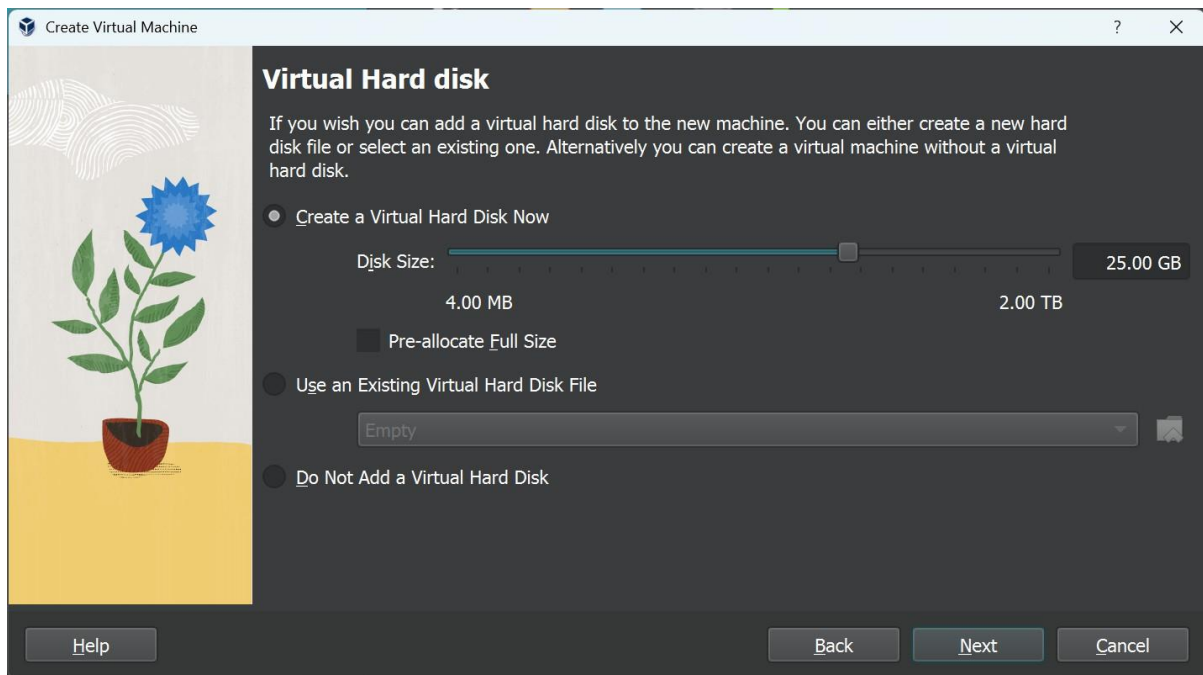 Create Virtual Machine
?
Virtual Hard disk
If you wish you can add a virtual hard disk to the new machine. You can either create a new hard
disk file or select an existing one. Alternatively you can create a virtual machine without a virtual
hard disk.
Create a Virtual Hard Disk Now
Disk Size:
25.00 GB
4.00 MB
2.00 TB
Pre-allocate Full Size
Use an Existing Virtual Hard Disk File
Empty
Do Not Add a Virtual Hard Disk
Help
Back
Next
Cancel